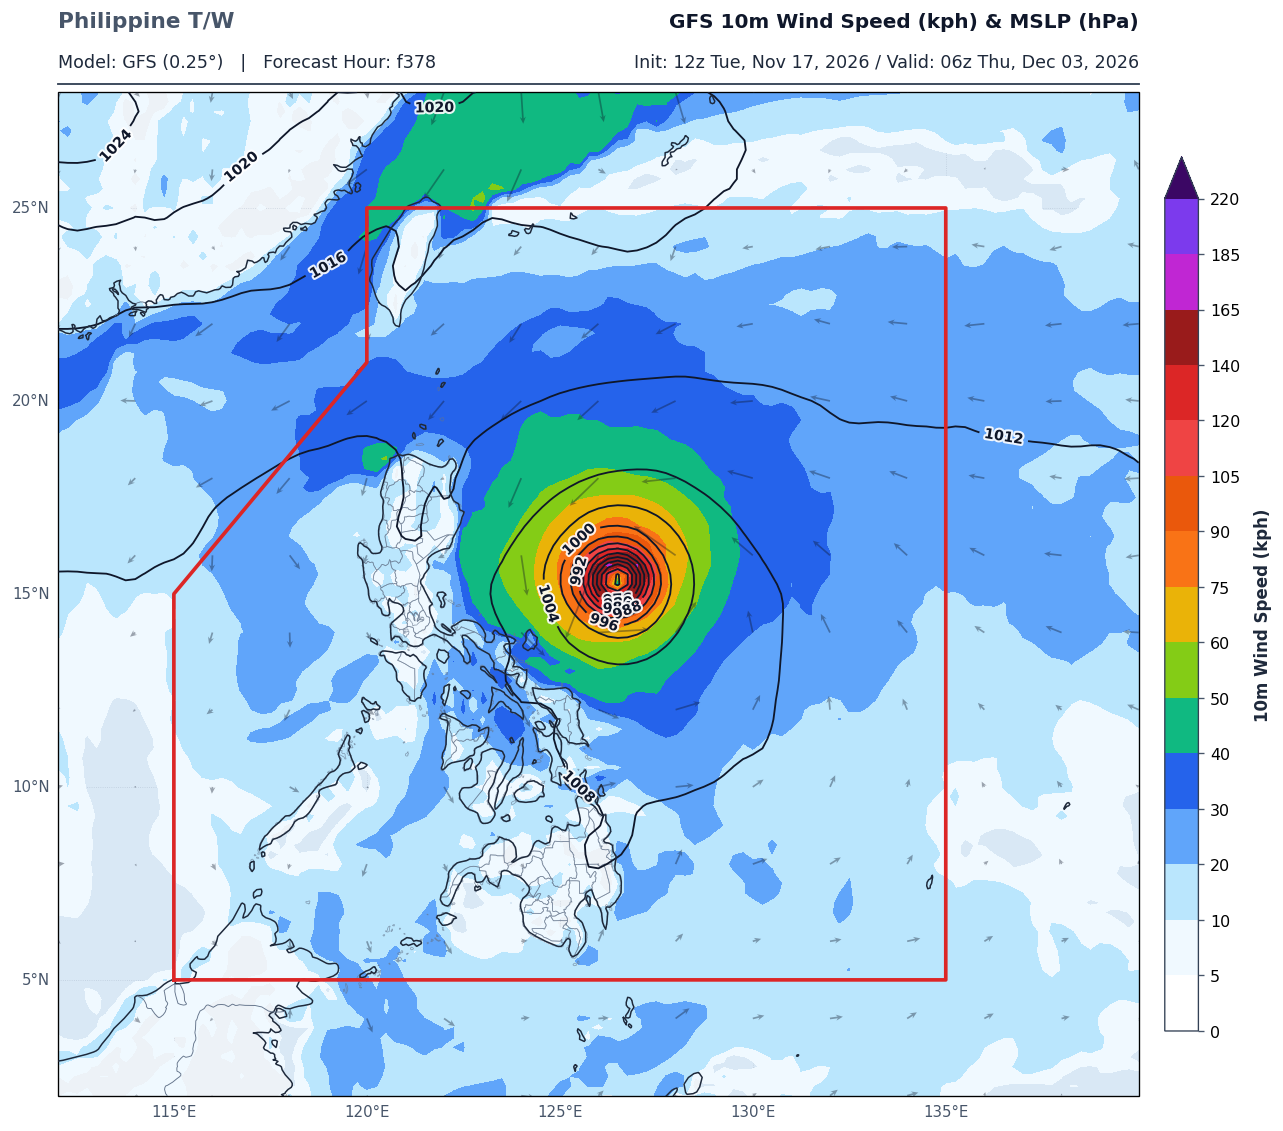 Philippine T/W
GFS 10m Wind Speed (kph) & MSLP (hPa)
Model: GFS (0.25°) | Forecast Hour: f378
Init: 12z Tue, Nov 17, 2026 / Valid: 06z Thu, Dec 03, 2026
1020
1024
1020
1016
1012
1000
992
1004
988
996
1008
25°N
20°N
15°N
10°N
5°N
115°E
120°E
125°E
130°E
135°E
220
185
165
140
120
105
90
75
60
50
40
30
20
10
5
0
10m Wind Speed (kph)